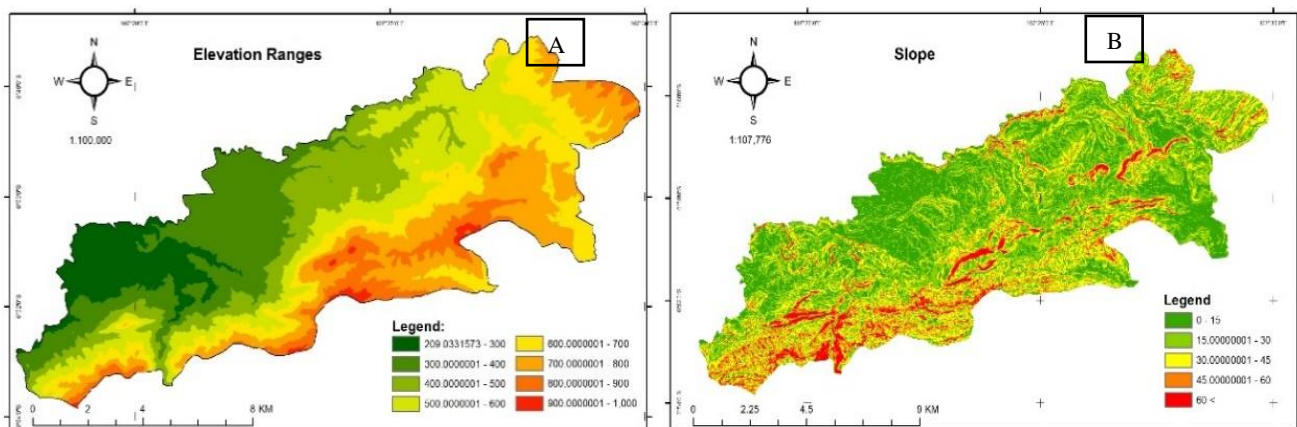 A
Elevation Ranges
N
W E
S
1:100.000
Legend:
209.0331573 - 300
300.0000001 - 400
400.0000001 - 500
500.0000001 - 600
600.0000001 - 700
700.0000001 - 800
800.0000001 - 900
900.0000001 - 1,000
0 2 4 8 KM
B
Slope
N
W E
S
1:107,776
Legend
0 - 15
15.00000001 - 30
30.00000001 - 45
45.00000001 - 60
60 <
0 2.25 4.5 9 KM